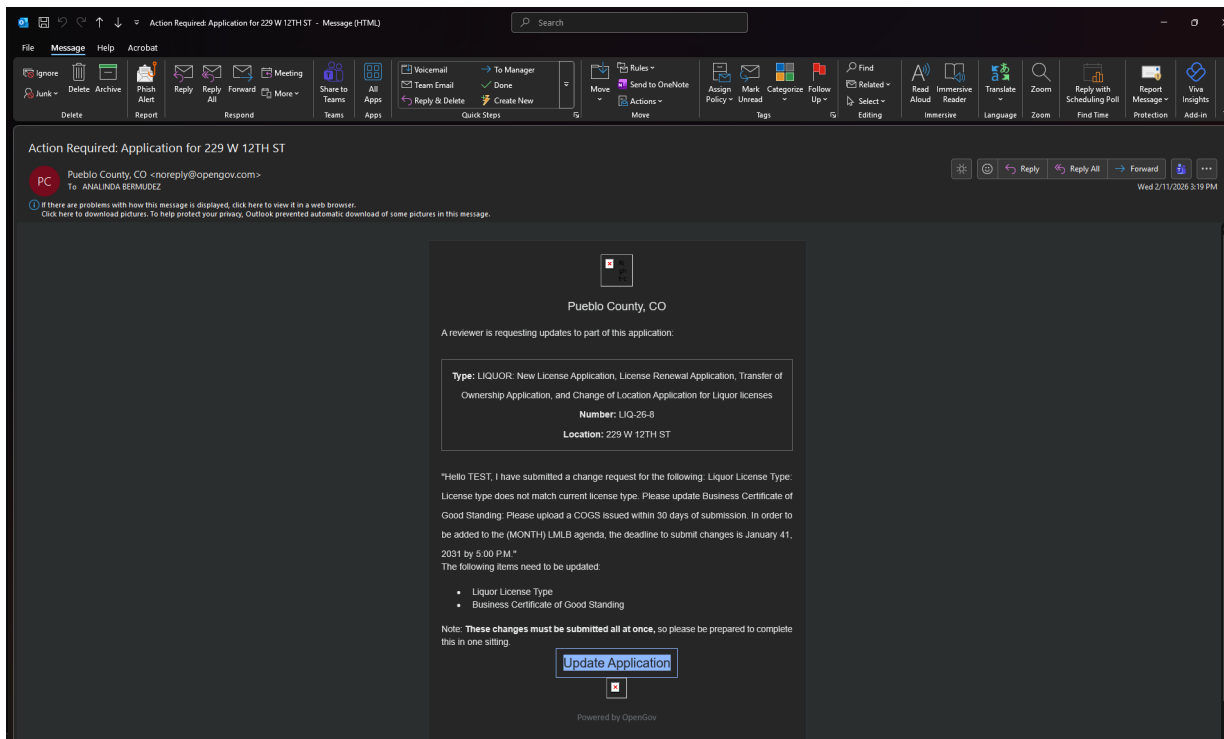 Action Required: Application for 229 W 12TH ST - Message (HTML)
Search
File Message Help Acrobat
Ignore
Junk
Delete
Archive
Phish Alert
Reply
Reply All
Forward
Meeting
More
Share to Teams
All Apps
Voicemail
To Manager
Team Email
Done
Reply & Delete
Create New
Move
Rules
Send to OneNote
Actions
Assign Policy
Mark Unread
Categorize
Follow Up
Find
Related
Select
Read Aloud
Immersive Reader
Translate
Zoom
Reply with Scheduling Poll
Report Message
Viva Insights
Delete Report Respond Teams Apps Quick Steps Move Tags Editing Immersive Language Zoom Find Time Protection Add-in
Action Required: Application for 229 W 12TH ST
PC
Pueblo County, CO <noreply@opengov.com>
To ANALINDA BERMUDEZ
Reply Reply All Forward
Wed 2/11/2026 3:19 PM
If there are problems with how this message is displayed, click here to view it in a web browser.
Click here to download pictures. To help protect your privacy, Outlook prevented automatic download of some pictures in this message.
Pueblo County, CO
A reviewer is requesting updates to part of this application:
Type: LIQUOR: New License Application, License Renewal Application, Transfer of
Ownership Application, and Change of Location Application for Liquor licenses
Number: LIQ-26-8
Location: 229 W 12TH ST
"Hello TEST, I have submitted a change request for the following: Liquor License Type:
License type does not match current license type. Please update Business Certificate of
Good Standing: Please upload a COGS issued within 30 days of submission. In order to
be added to the (MONTH) LMLB agenda, the deadline to submit changes is January 41,
2031 by 5:00 P.M."
The following items need to be updated:
• Liquor License Type
• Business Certificate of Good Standing
Note: These changes must be submitted all at once, so please be prepared to complete
this in one sitting.
Update Application
Powered by OpenGov